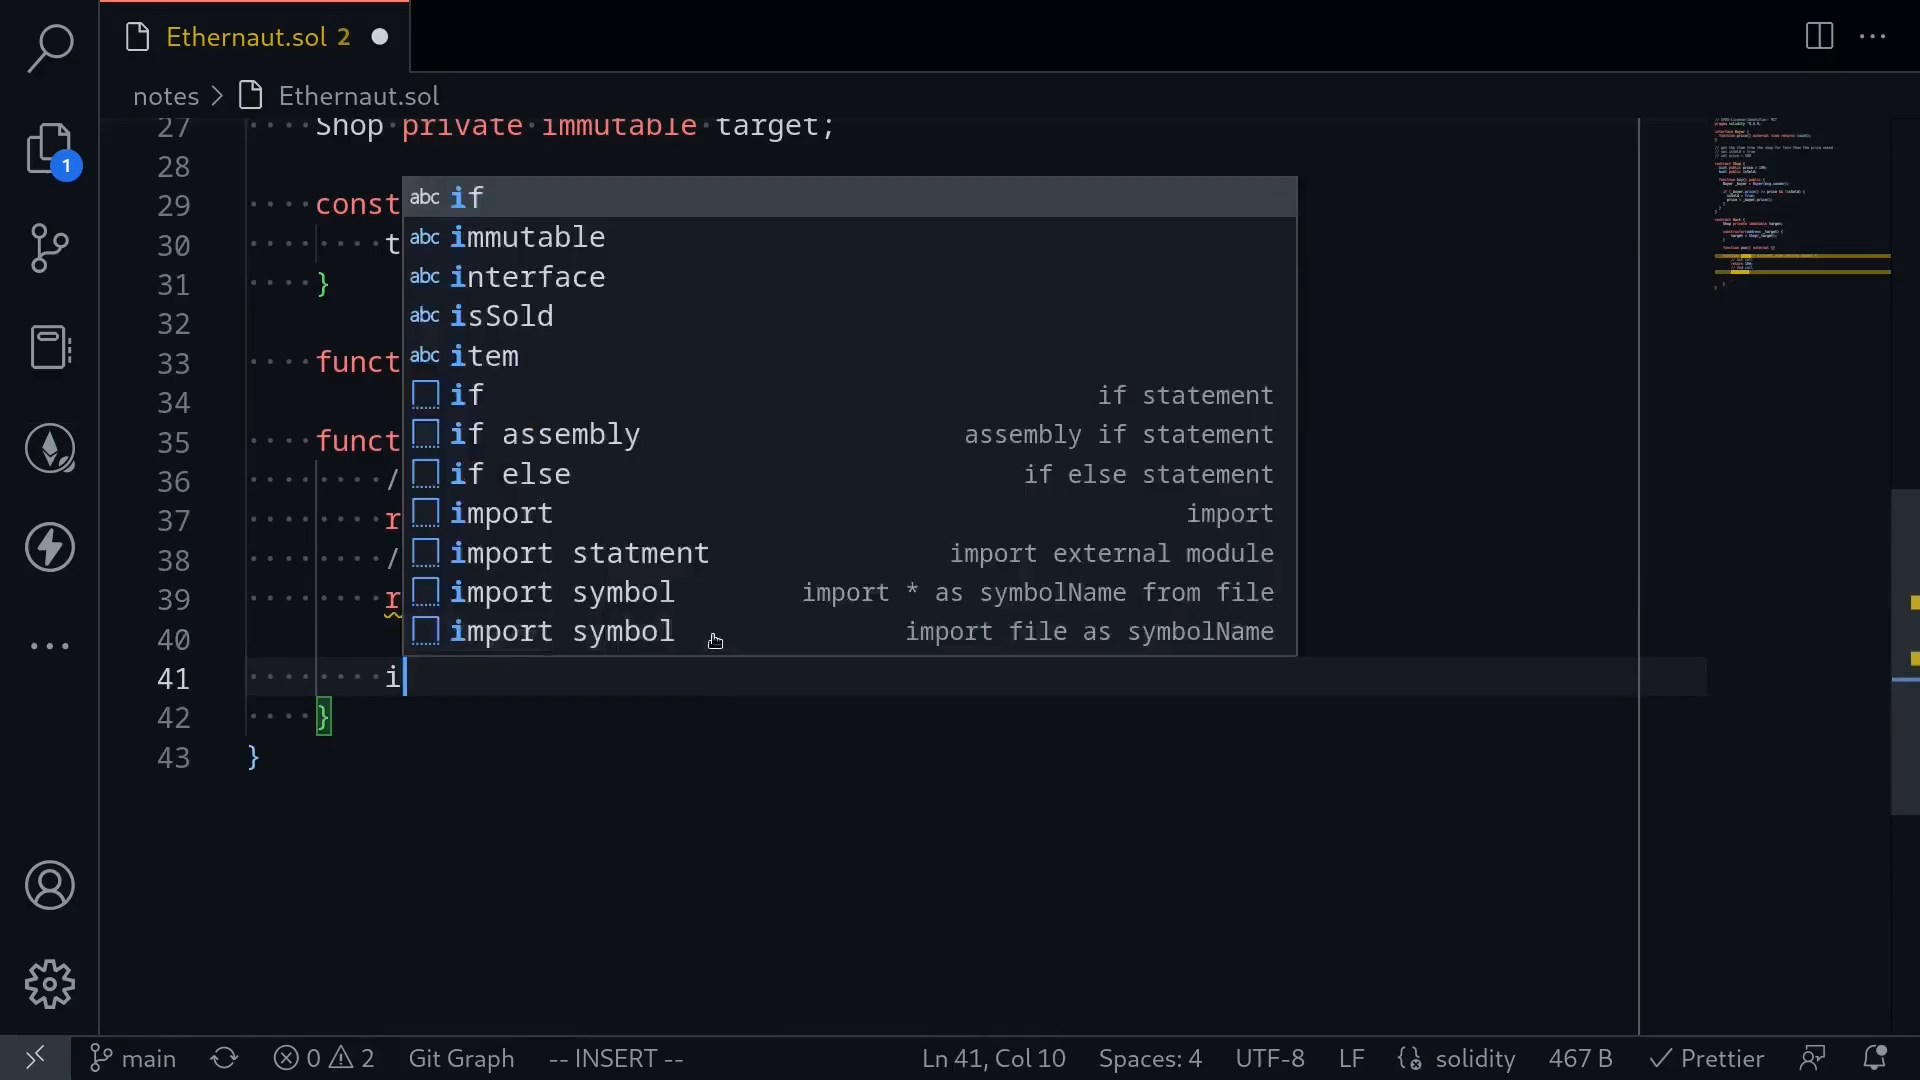 Ethernaut.sol 2
notes > Ethernaut.sol
27 ···· Shop private immutable target;
28
29 ···· const
30 ········ t
31 ···· }
32
33 ···· funct
34
35 ···· funct
36 ········ /
37 ········ r
38 ········ /
39 ········ r
40
41 ········ i
42 ···· }
43 }
abc if
abc immutable
abc interface
abc isSold
abc item
if if statement
if assembly assembly if statement
if else if else statement
import import
import statment import external module
import symbol import * as symbolName from file
import symbol import file as symbolName
1
main 0 2 Git Graph -- INSERT -- Ln 41, Col 10 Spaces: 4 UTF-8 LF solidity 467 B Prettier